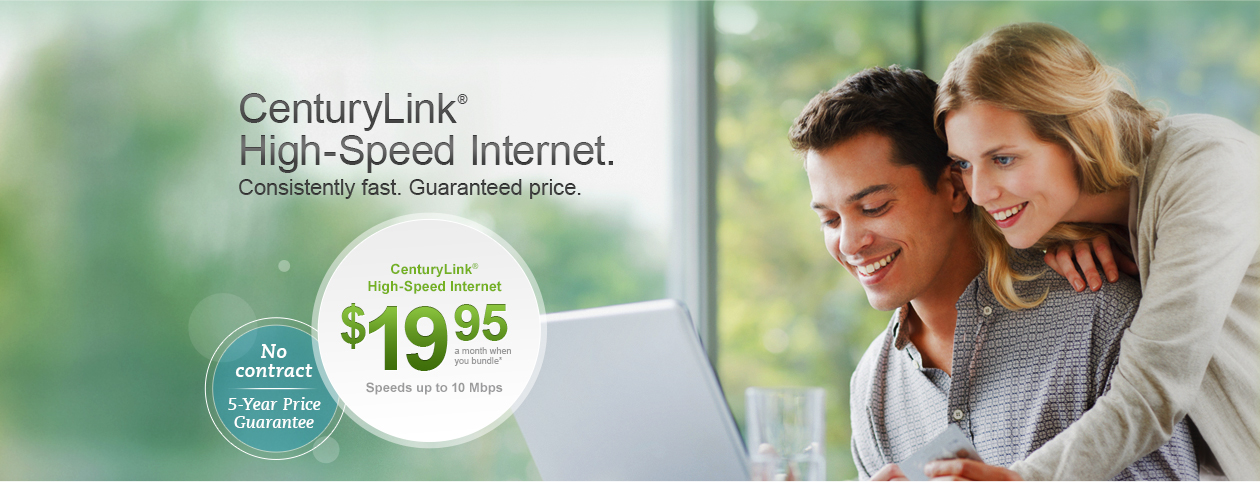 CenturyLink®
High-Speed Internet.
Consistently fast. Guaranteed price.
CenturyLink®
High-Speed Internet
$19 95
a month when
you bundle*
Speeds up to 10 Mbps
No
contract
5-Year Price
Guarantee